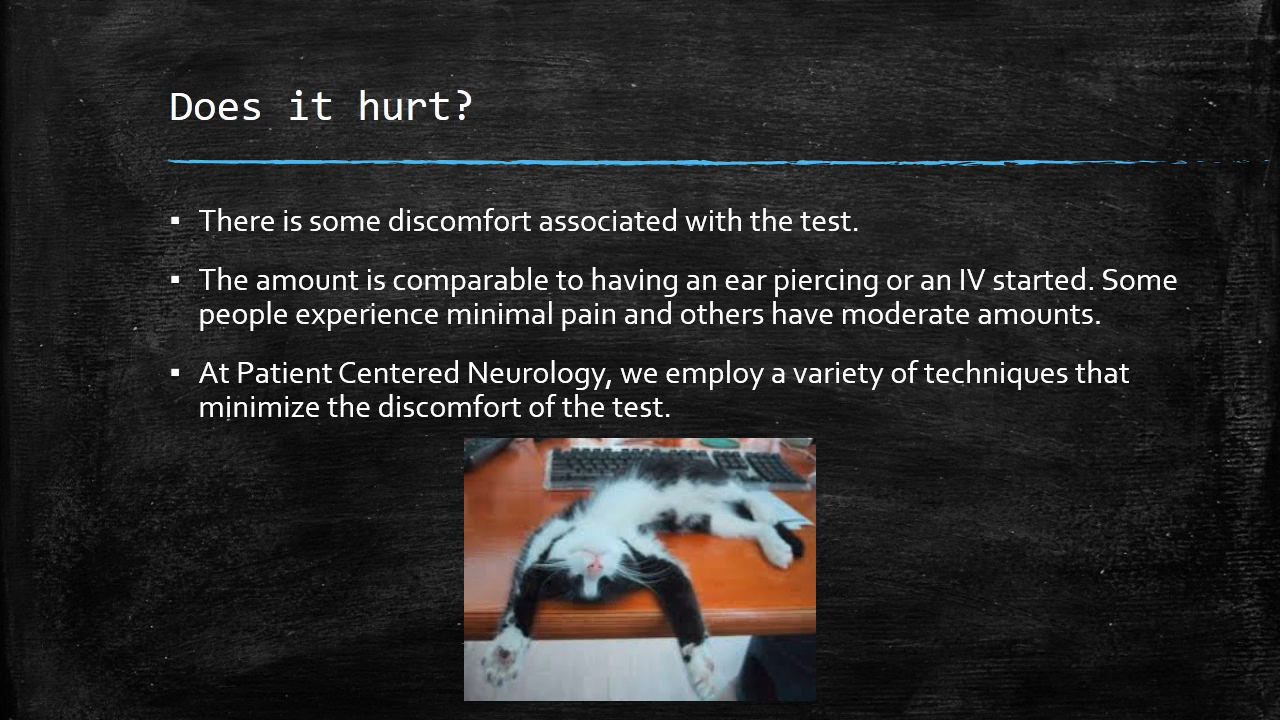 Does it hurt?
▪ There is some discomfort associated with the test.
▪ The amount is comparable to having an ear piercing or an IV started. Some
people experience minimal pain and others have moderate amounts.
▪ At Patient Centered Neurology, we employ a variety of techniques that
minimize the discomfort of the test.